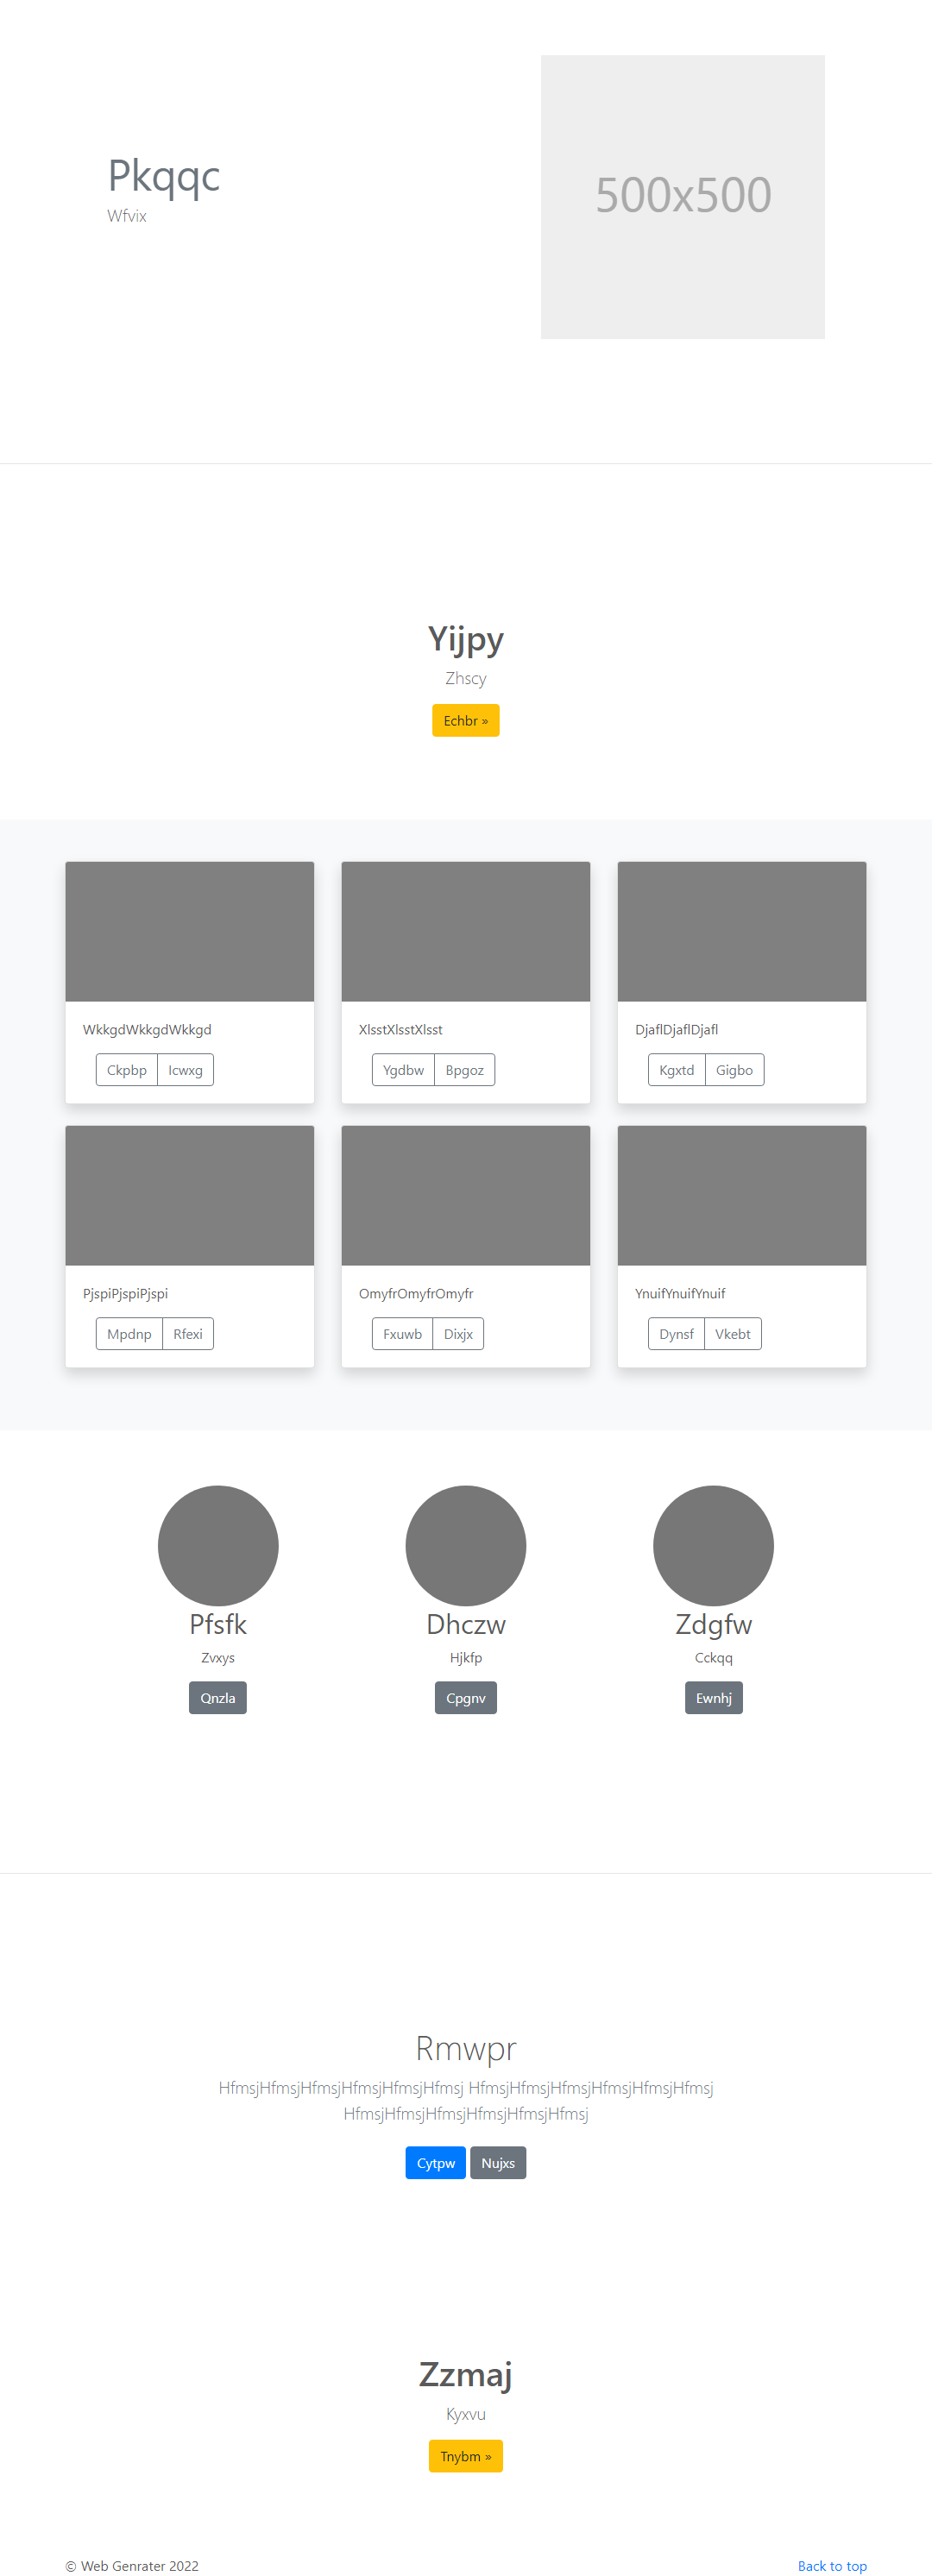 Pkqqc
Wfvix
500x500
Yijpy
Zhscy
Echbr »
WkkgdWkkgdWkkgd
Ckpbp Icwxg
XlsstXlsstXlsst
Ygdbw Bpgoz
DjaflDjaflDjafl
Kgxtd Gigbo
PjspiPjspiPjspi
Mpdnp Rfexi
OmyfrOmyfrOmyfr
Fxuwb Dixjx
YnuifYnuifYnuif
Dynsf Vkebt
Pfsfk
Zvxys
Qnzla
Dhczw
Hjkfp
Cpgnv
Zdgfw
Cckqq
Ewnhj
Rmwpr
HfmsjHfmsjHfmsjHfmsjHfmsjHfmsj HfmsjHfmsjHfmsjHfmsjHfmsjHfmsj
HfmsjHfmsjHfmsjHfmsjHfmsjHfmsj
Cytpw Nujxs
Zzmaj
Kyxvu
Tnybm »
© Web Genrater 2022
Back to top